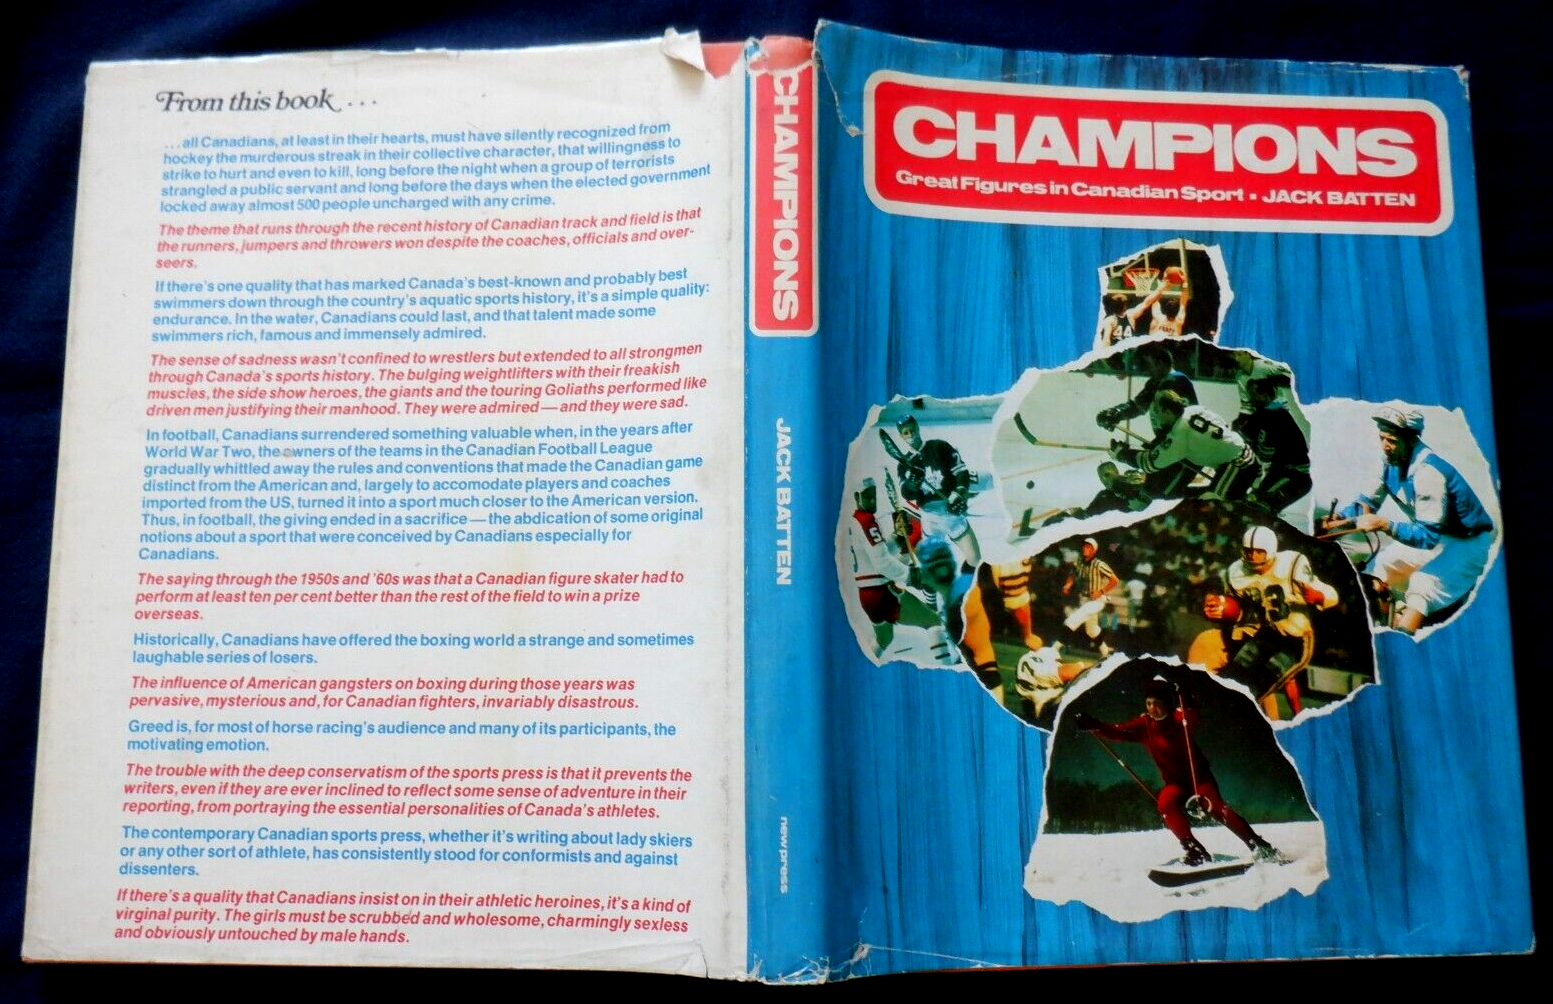 From this book . . .
. . . all Canadians, at least in their hearts, must have silently recognized from
hockey the murderous streak in their collective character, that willingness to
strike to hurt and even to kill, long before the night when a group of terrorists
strangled a public servant and long before the days when the elected government
locked away almost 500 people uncharged with any crime.
The theme that runs through the recent history of Canadian track and field is that
the runners, jumpers and throwers won despite the coaches, officials and over-
seers.
If there's one quality that has marked Canada's best-known and probably best
swimmers down through the country's aquatic sports history, it's a simple quality:
endurance. In the water, Canadians could last, and that talent made some
swimmers rich, famous and immensely admired.
The sense of sadness wasn't confined to wrestlers but extended to all strongmen
through Canada's sports history. The bulging weightlifters with their freakish
muscles, the side show heroes, the giants and the touring Goliaths performed like
driven men justifying their manhood. They were admired — and they were sad.
In football, Canadians surrendered something valuable when, in the years after
World War Two, the owners of the teams in the Canadian Football League
gradually whittled away the rules and conventions that made the Canadian game
distinct from the American and, largely to accomodate players and coaches
imported from the US, turned it into a sport much closer to the American version.
Thus, in football, the giving ended in a sacrifice — the abdication of some original
notions about a sport that were conceived by Canadians especially for
Canadians.
The saying through the 1950s and '60s was that a Canadian figure skater had to
perform at least ten per cent better than the rest of the field to win a prize
overseas.
Historically, Canadians have offered the boxing world a strange and sometimes
laughable series of losers.
The influence of American gangsters on boxing during those years was
pervasive, mysterious and, for Canadian fighters, invariably disastrous.
Greed is, for most of horse racing's audience and many of its participants, the
motivating emotion.
The trouble with the deep conservatism of the sports press is that it prevents the
writers, even if they are ever inclined to reflect some sense of adventure in their
reporting, from portraying the essential personalities of Canada's athletes.
The contemporary Canadian sports press, whether it's writing about lady skiers
or any other sort of athlete, has consistently stood for conformists and against
dissenters.
If there's a quality that Canadians insist on in their athletic heroines, it's a kind of
virginal purity. The girls must be scrubbed and wholesome, charmingly sexless
and obviously untouched by male hands.
CHAMPIONS
JACK BATTEN
newpress
CHAMPIONS
Great Figures in Canadian Sport ▪ JACK BATTEN
44
9
5